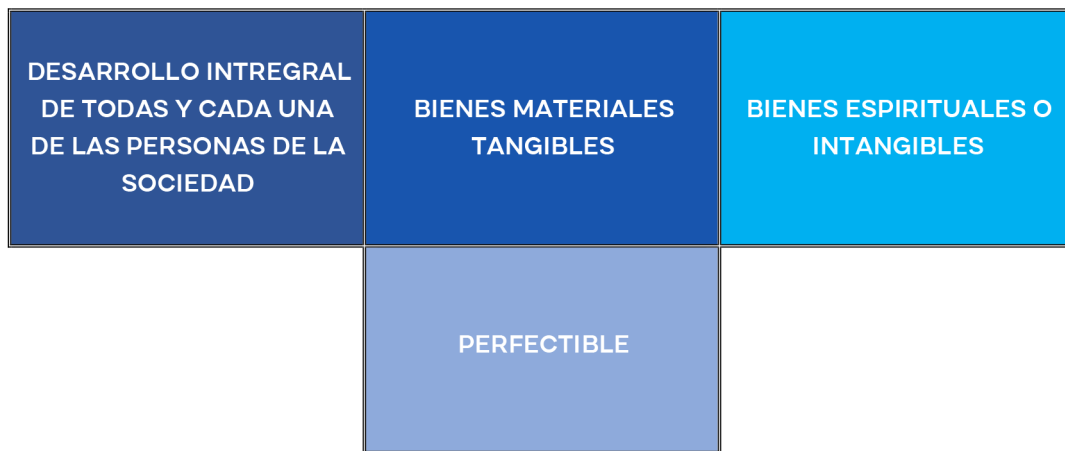 DESARROLLO INTREGRAL
DE TODAS Y CADA UNA
DE LAS PERSONAS DE LA
SOCIEDAD
BIENES MATERIALES
TANGIBLES
BIENES ESPIRITUALES O
INTANGIBLES
PERFECTIBLE